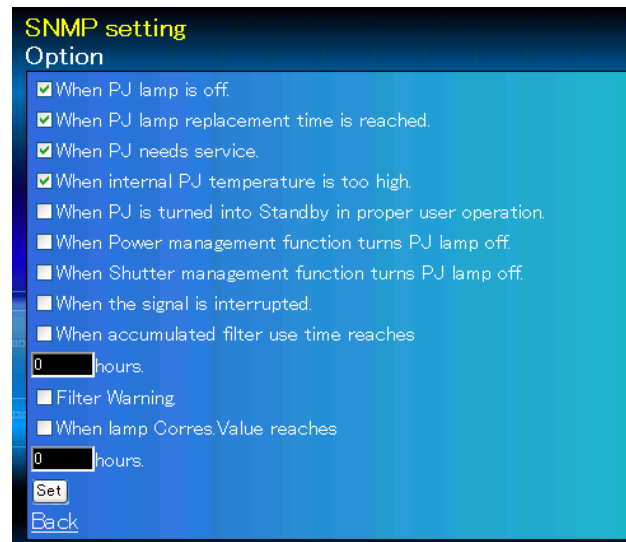 SNMP setting
Option
When PJ lamp is off.
When PJ lamp replacement time is reached.
When PJ needs service.
When internal PJ temperature is too high.
When PJ is turned into Standby in proper user operation.
When Power management function turns PJ lamp off.
When Shutter management function turns PJ lamp off.
When the signal is interrupted.
When accumulated filter use time reaches
0 hours.
Filter Warning.
When lamp Corres.Value reaches
0 hours.
Set
Back